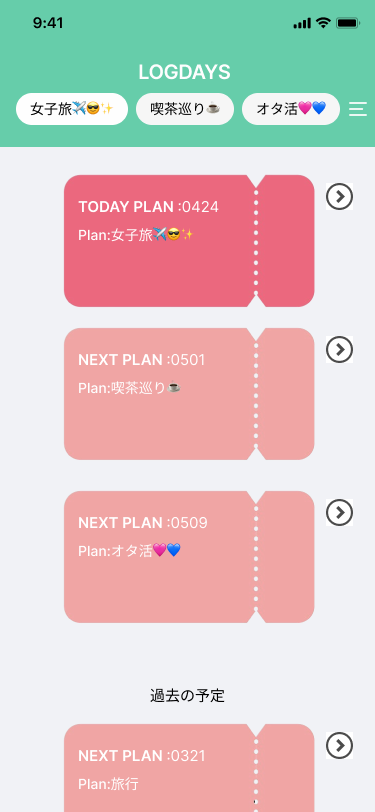 9:41
LOGDAYS
女子旅✈️😎✨
喫茶巡り☕
オタ活💖💙
TODAY PLAN :0424
Plan:女子旅✈️😎✨
NEXT PLAN :0501
Plan:喫茶巡り☕
NEXT PLAN :0509
Plan:オタ活💖💙
過去の予定
NEXT PLAN :0321
Plan:旅行